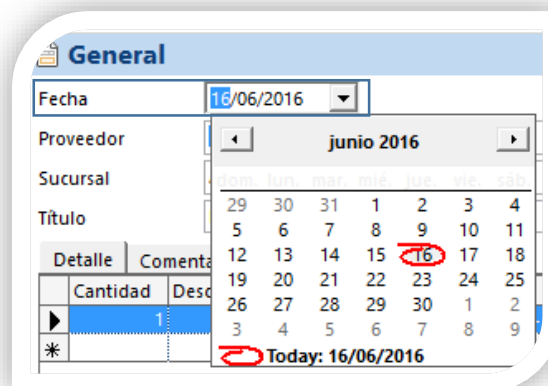 General
Fecha 16/06/2016
Proveedor
junio 2016
Sucursal
dom. lun. mar. mié. jue. vie. sáb.
29 30 31 1 2 3 4
Título
5 6 7 8 9 10 11
Detalle Comenta
12 13 14 15 16 17 18
Cantidad Desc
19 20 21 22 23 24 25
1
26 27 28 29 30 1 2
3 4 5 6 7 8 9
Today: 16/06/2016